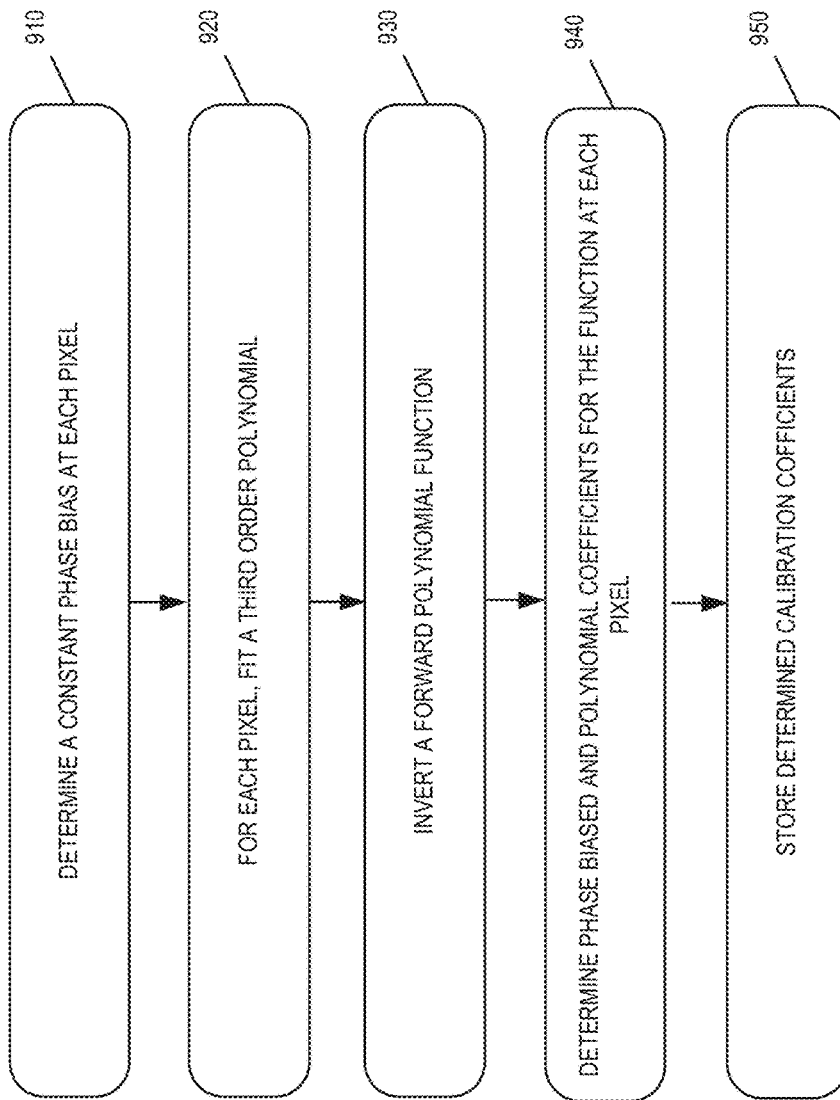 910
DETERMINE A CONSTANT PHASE BIAS AT EACH PIXEL
920
FOR EACH PIXEL, FIT A THIRD ORDER POLYNOMIAL
930
INVERT A FORWARD POLYNOMIAL FUNCTION
940
DETERMINE PHASE BIASED AND POLYNOMIAL COEFFICIENTS FOR THE FUNCTION AT EACH
PIXEL
950
STORE DETERMINED CALIBRATION COFFICIENTS